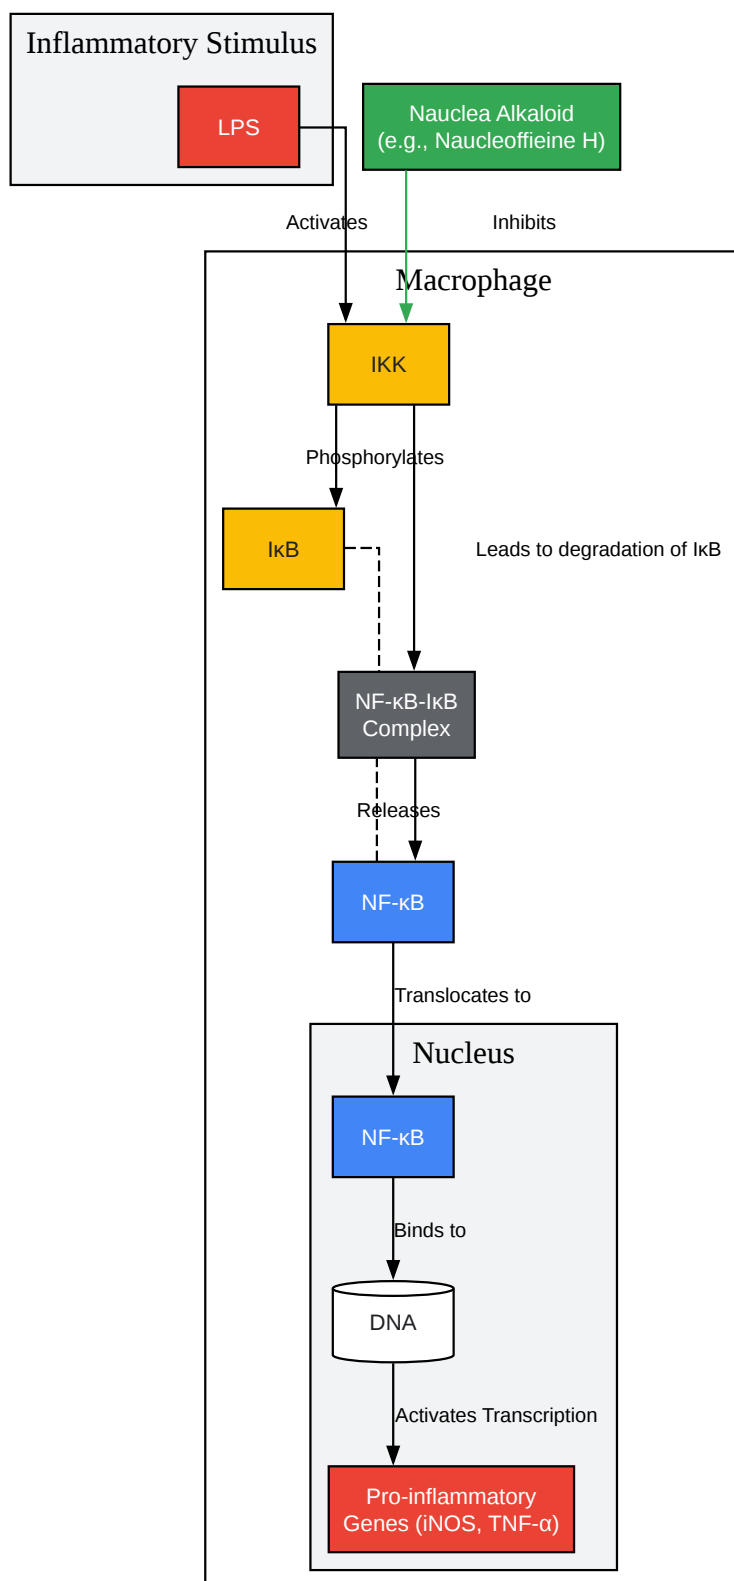 Inflammatory Stimulus
LPS
Nauclea Alkaloid
(e.g., Naucleoffieine H)
Activates
Inhibits
Macrophage
IKK
Phosphorylates
IκB
Leads to degradation of IκB
NF-κB-IκB
Complex
Releases
NF-κB
Translocates to
Nucleus
NF-κB
Binds to
DNA
Activates Transcription
Pro-inflammatory
Genes (iNOS, TNF-α)